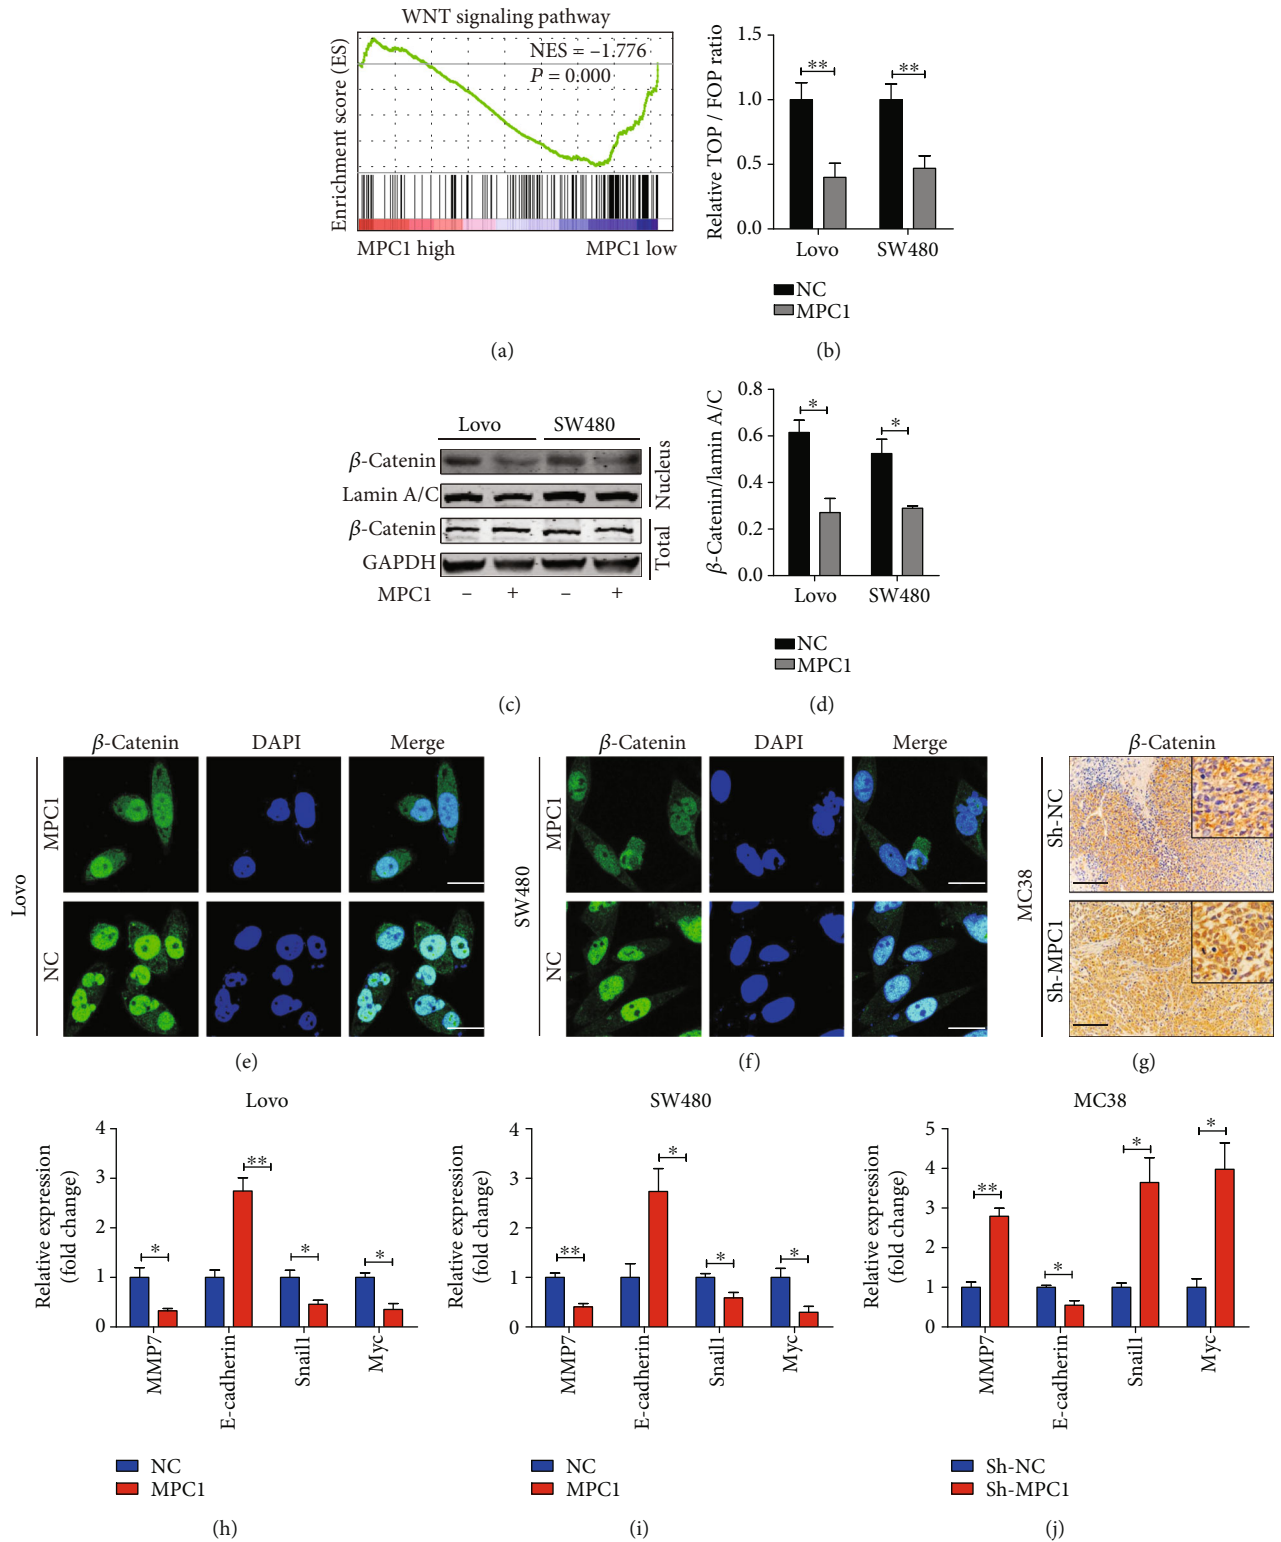 WNT signaling pathway
Enrichment score (ES)
NES = –1.776
P = 0.000
MPC1 high
MPC1 low
(a)
Relative TOP / FOP ratio
1.5
1.0
0.5
0.0
**
**
Lovo
SW480
NC
MPC1
(b)
Lovo
SW480
β-Catenin
Lamin A/C
Nucleus
β-Catenin
GAPDH
Total
MPC1
–
+
–
+
(c)
β-Catenin/lamin A/C
0.8
0.6
0.4
0.2
0.0
*
*
Lovo
SW480
NC
MPC1
(d)
β-Catenin
DAPI
Merge
Lovo
MPC1
NC
(e)
β-Catenin
DAPI
Merge
SW480
MPC1
NC
(f)
β-Catenin
MC38
Sh-NC
Sh-MPC1
(g)
Lovo
Relative expression
(fold change)
4
3
2
1
0
*
**
*
*
MMP7
E-cadherin
Snail1
Myc
NC
MPC1
(h)
SW480
Relative expression
(fold change)
4
3
2
1
0
**
*
*
*
MMP7
E-cadherin
Snail1
Myc
NC
MPC1
(i)
MC38
Relative expression
(fold change)
5
4
3
2
1
0
**
*
*
*
MMP7
E-cadherin
Snail1
Myc
Sh-NC
Sh-MPC1
(j)